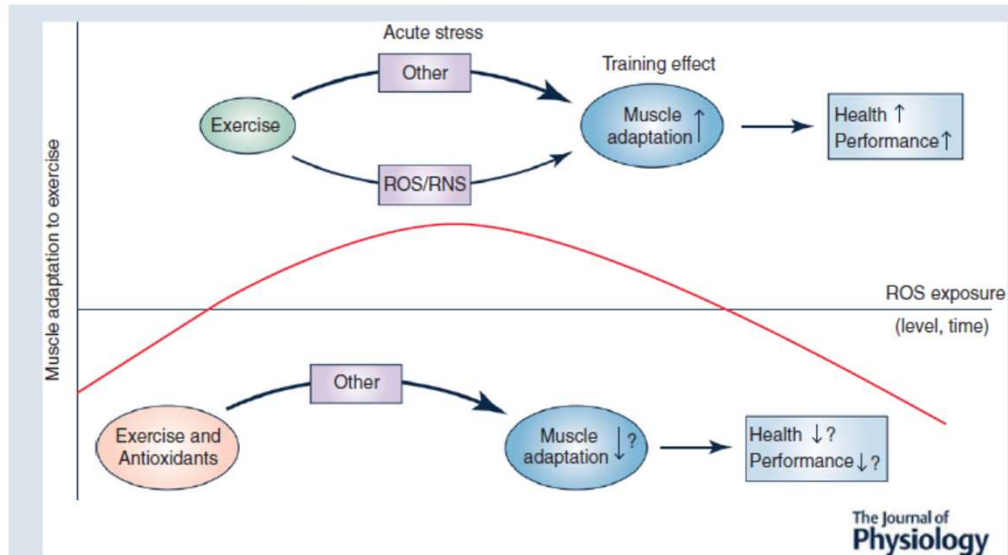 Acute stress
Other
Training effect
Exercise
Muscle
adaptation ↑
Health ↑
Performance ↑
ROS/RNS
Muscle adaptation to exercise
ROS exposure
(level, time)
Other
Exercise and
Antioxidants
Muscle
adaptation ↓?
Health ↓?
Performance ↓?
The Journal of
Physiology